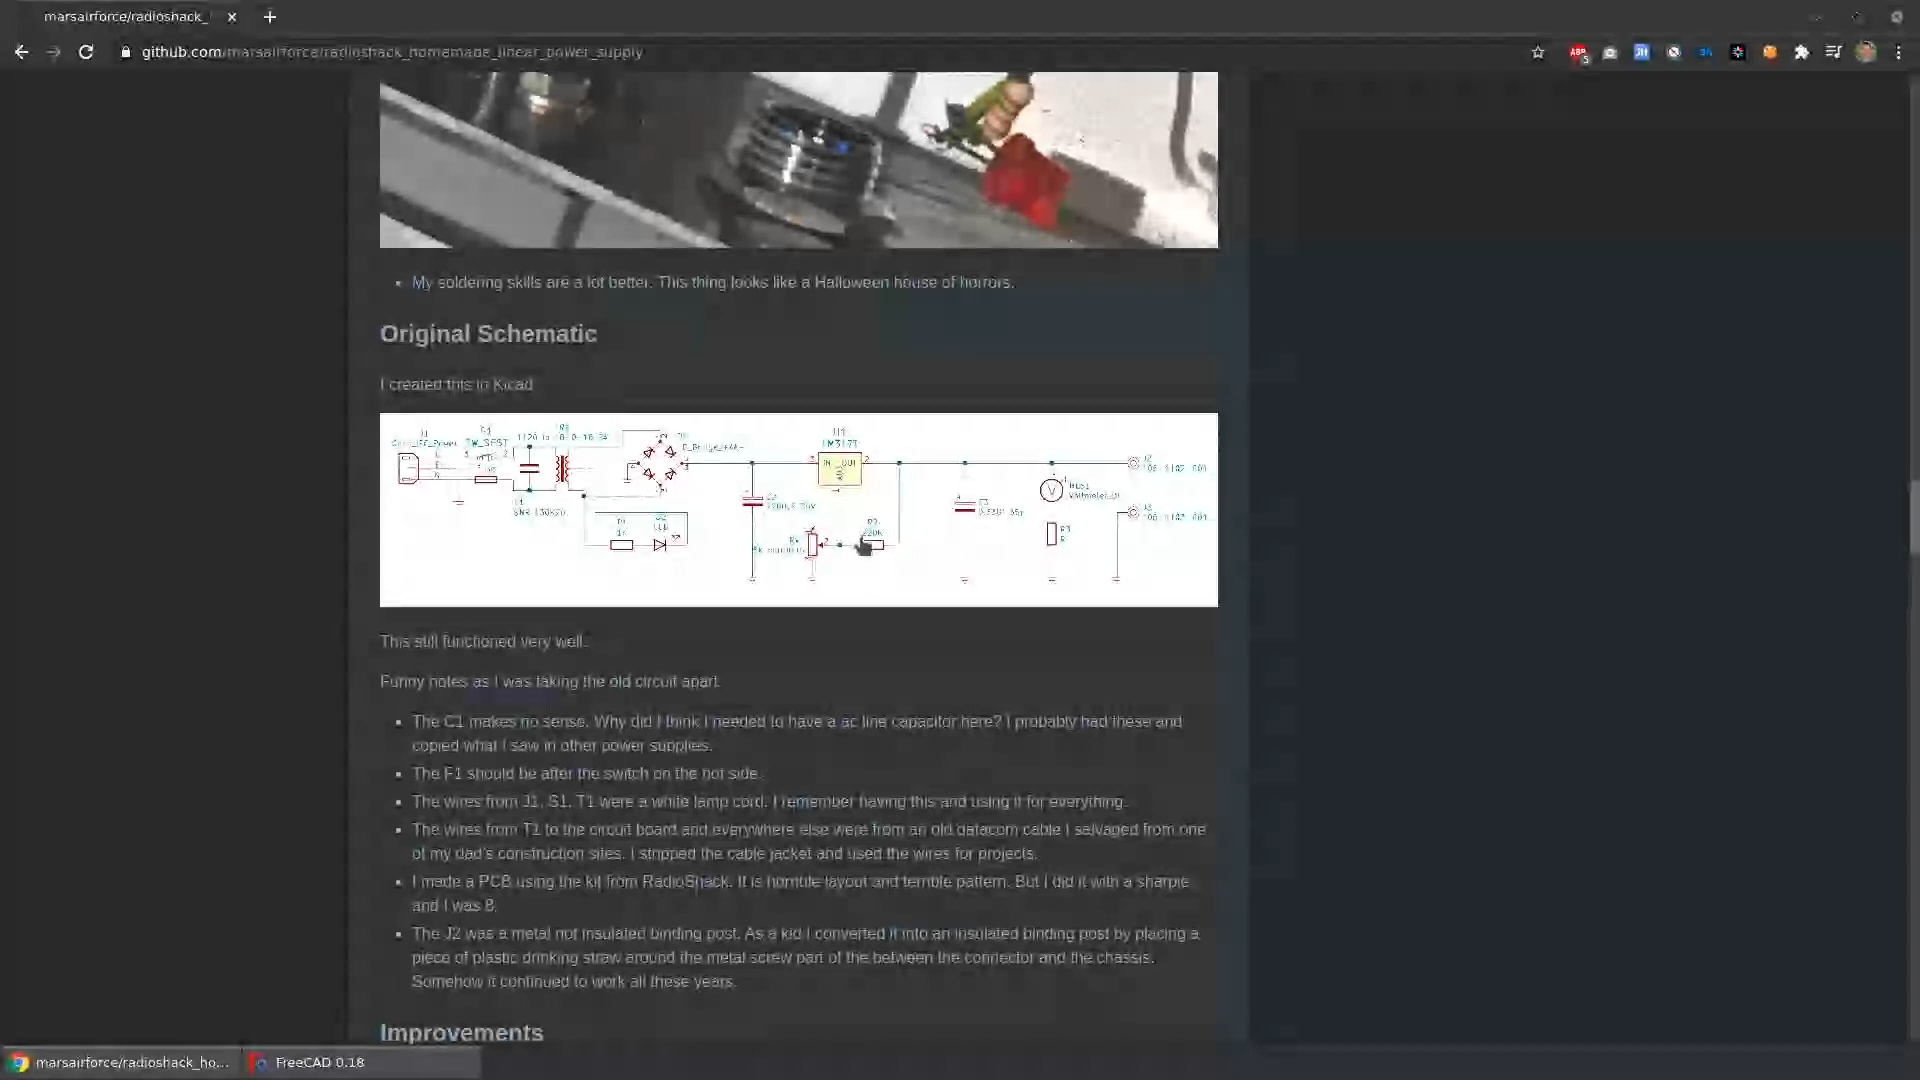 marsairforce/radioshack_
github.com/marsairforce/radioshack_homemade_linear_power_supply
ABP
5
My soldering skills are a lot better. This thing looks like a Halloween house of horrors.
Original Schematic
I created this in Kicad
LM317T
IN OUT
ADJ
This still functioned very well.
Funny notes as I was taking the old circuit apart
The C1 makes no sense. Why did I think I needed to have a ac line capacitor here? I probably had these and
copied what I saw in other power supplies.
The F1 should be after the switch on the hot side.
The wires from J1, S1, T1 were a white lamp cord. I remember having this and using it for everything.
The wires from T1 to the circuit board and everywhere else were from an old datacom cable I salvaged from one
of my dad's construction sites. I stripped the cable jacket and used the wires for projects.
I made a PCB using the kit from RadioShack. It is horrible layout and terrible pattern. But I did it with a sharpie
and I was 8.
The J2 was a metal not insulated binding post. As a kid I converted it into an insulated binding post by placing a
piece of plastic drinking straw around the metal screw part of the between the connector and the chassis.
Somehow it continued to work all these years.
Improvements
marsairforce/radioshack_ho...
FreeCAD 0.18